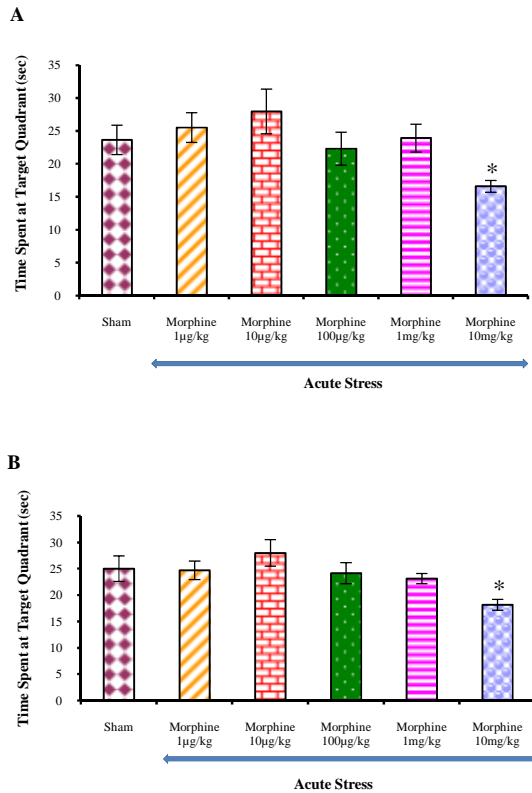 A
Time Spent at Target Quadrant (sec)
35
30
25
20
15
10
5
0
*
Sham
Morphine 1µg/kg
Morphine 10µg/kg
Morphine 100µg/kg
Morphine 1mg/kg
Morphine 10mg/kg
Acute Stress
B
Time Spent at Target Quadrant (sec)
35
30
25
20
15
10
5
0
*
Sham
Morphine 1µg/kg
Morphine 10µg/kg
Morphine 100µg/kg
Morphine 1mg/kg
Morphine 10mg/kg
Acute Stress